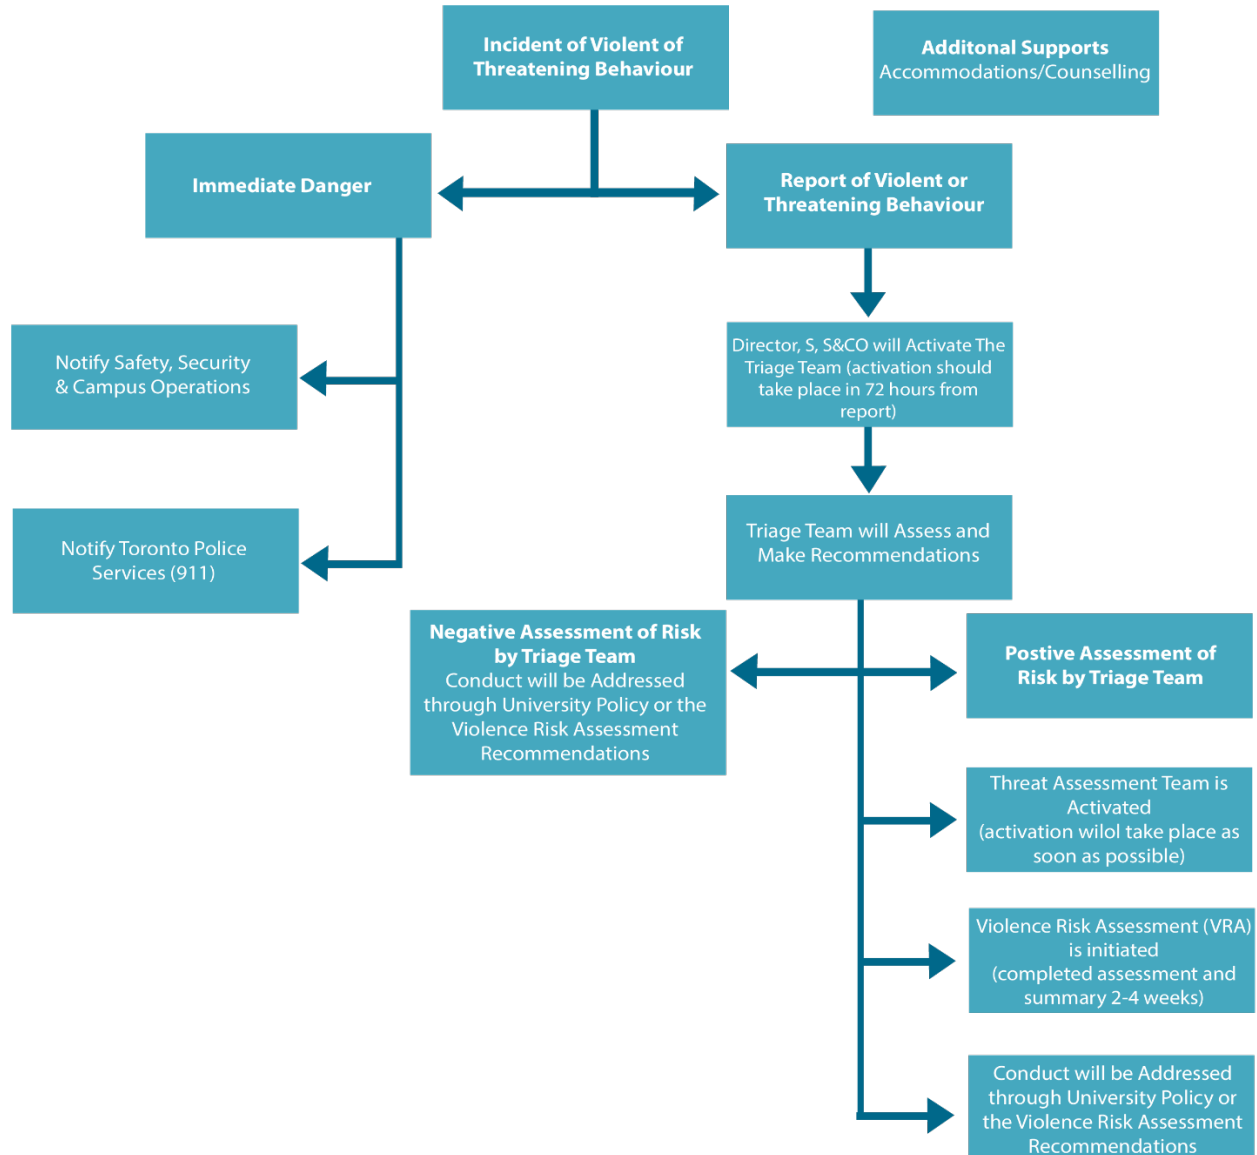 Incident of Violent of
Threatening Behaviour
Additonal Supports
Accommodations/Counselling
Immediate Danger
Report of Violent or
Threatening Behaviour
Notify Safety, Security
& Campus Operations
Director, S, S&CO will Activate The
Triage Team (activation should
take place in 72 hours from
report)
Notify Toronto Police
Services (911)
Triage Team will Assess and
Make Recommendations
Negative Assessment of Risk
by Triage Team
Conduct will be Addressed
through University Policy or the
Violence Risk Assessment
Recommendations
Postive Assessment of
Risk by Triage Team
Threat Assessment Team is
Activated
(activation wilol take place as
soon as possible)
Violence Risk Assessment (VRA)
is initiated
(completed assessment and
summary 2-4 weeks)
Conduct will be Addressed
through University Policy or
the Violence Risk Assessment
Recommendations